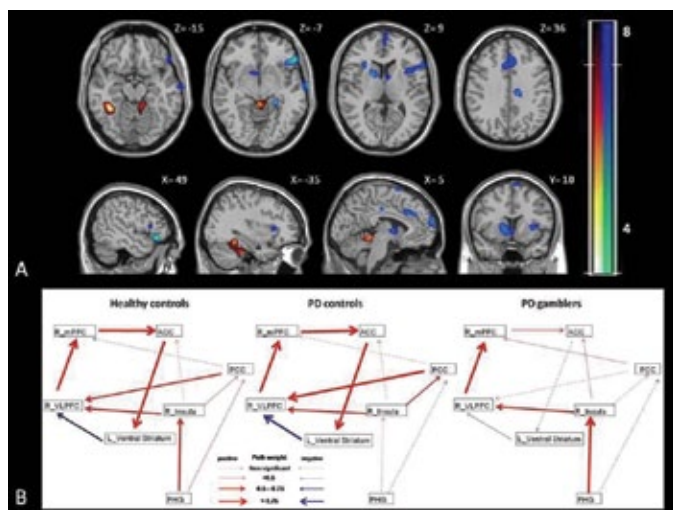 Z= -15
Z= -7
Z= 9
Z= 36
8
X= 49
X= -35
X= 5
Y= 10
4
A
Healthy controls
PD controls
PD gamblers
R_mPFC
ACC
PCC
R_VLPFC
R_Insula
L_Ventral Striatum
PHG
R_mPFC
ACC
PCC
R_VLPFC
R_Insula
L_Ventral Striatum
PHG
R_mPFC
ACC
PCC
R_VLPFC
R_Insula
L_Ventral Striatum
PHG
positive
Path weight
negative
Non significant
B